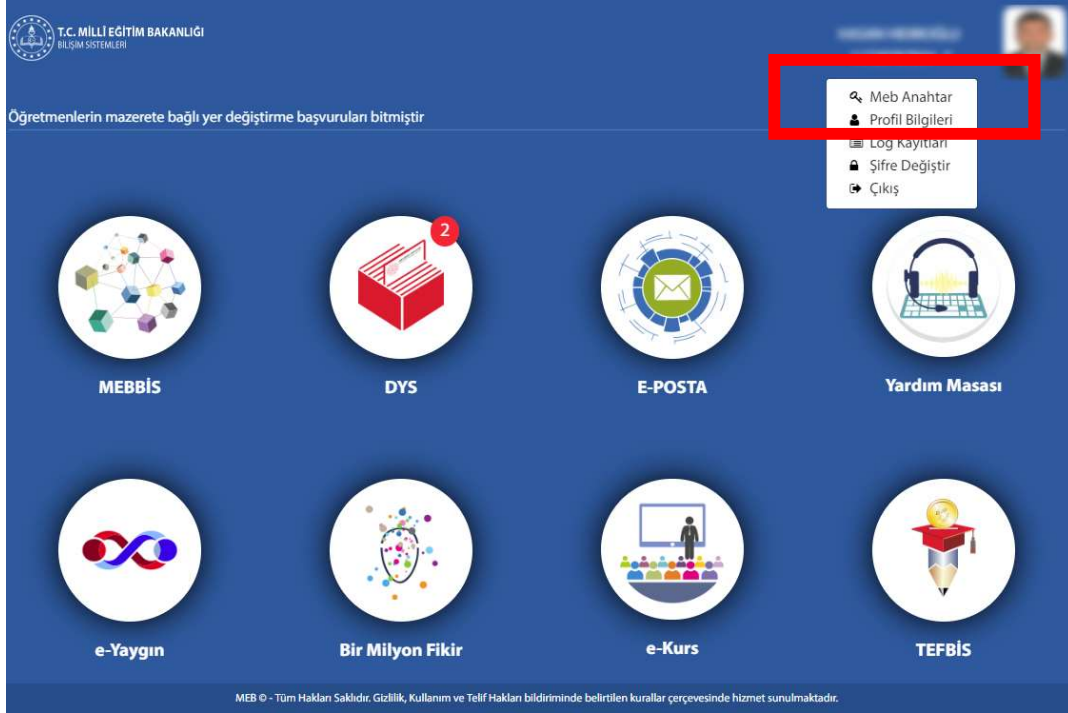 T.C. MİLLÎ EĞİTİM BAKANLIĞI
BİLİŞİM SİSTEMLERİ
Meb Anahtar
Öğretmenlerin mazerete bağlı yer değiştirme başvuruları bitmiştir
Profil Bilgileri
Log Kayıtları
Şifre Değiştir
Çıkış
2
MEBBİS
DYS
E-POSTA
Yardım Masası
e-Yaygın
Bir Milyon Fikir
e-Kurs
TEFBİS
MEB © - Tüm Hakları Saklıdır. Gizlilik, Kullanım ve Telif Hakları bildiriminde belirtilen kurallar çerçevesinde hizmet sunulmaktadır.